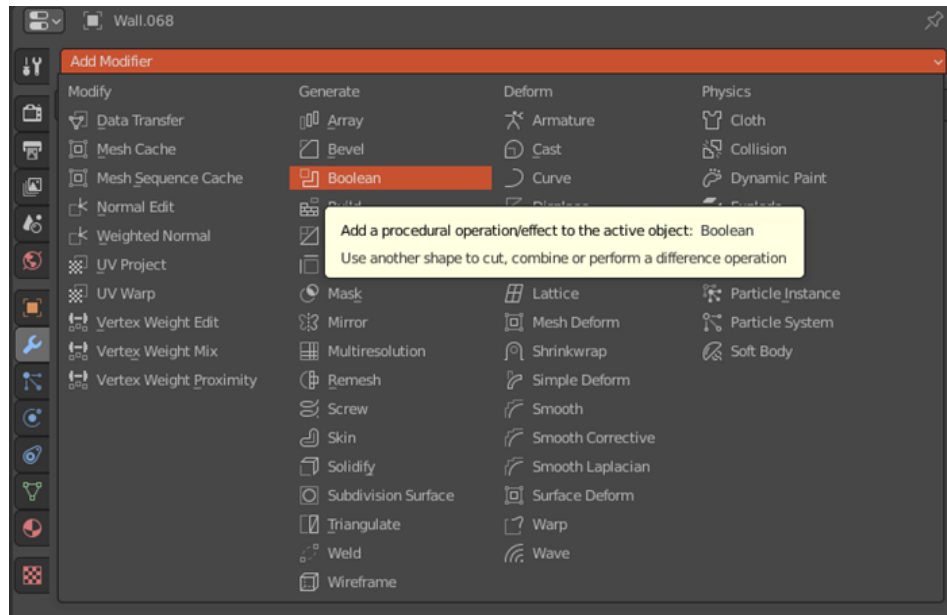 Wall.068
Add Modifier
Modify
Data Transfer
Mesh Cache
Mesh Sequence Cache
Normal Edit
Weighted Normal
UV Project
UV Warp
Vertex Weight Edit
Vertex Weight Mix
Vertex Weight Proximity
Generate
Array
Bevel
Boolean
Mask
Mirror
Multiresolution
Remesh
Screw
Skin
Solidify
Subdivision Surface
Triangulate
Weld
Wireframe
Deform
Armature
Cast
Curve
Lattice
Mesh Deform
Shrinkwrap
Simple Deform
Smooth
Smooth Corrective
Smooth Laplacian
Surface Deform
Warp
Wave
Physics
Cloth
Collision
Dynamic Paint
Particle Instance
Particle System
Soft Body
Add a procedural operation/effect to the active object: Boolean
Use another shape to cut, combine or perform a difference operation